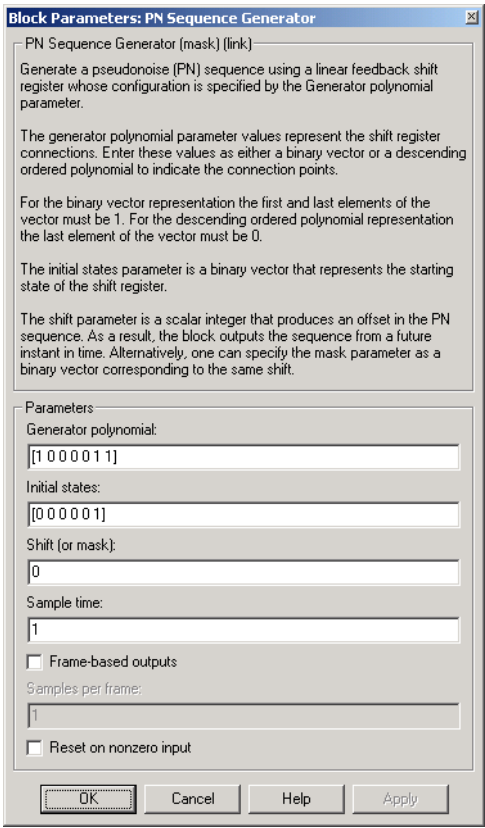 Block Parameters: PN Sequence Generator
PN Sequence Generator (mask) (link)
Generate a pseudonoise (PN) sequence using a linear feedback shift
register whose configuration is specified by the Generator polynomial
parameter.
The generator polynomial parameter values represent the shift register
connections. Enter these values as either a binary vector or a descending
ordered polynomial to indicate the connection points.
For the binary vector representation the first and last elements of the
vector must be 1. For the descending ordered polynomial representation
the last element of the vector must be 0.
The initial states parameter is a binary vector that represents the starting
state of the shift register.
The shift parameter is a scalar integer that produces an offset in the PN
sequence. As a result, the block outputs the sequence from a future
instant in time. Alternatively, one can specify the mask parameter as a
binary vector corresponding to the same shift.
Parameters
Generator polynomial:
[1 0 0 0 0 1 1]
Initial states:
[0 0 0 0 0 1]
Shift (or mask):
0
Sample time:
1
Frame-based outputs
Samples per frame:
1
Reset on nonzero input
OK Cancel Help Apply